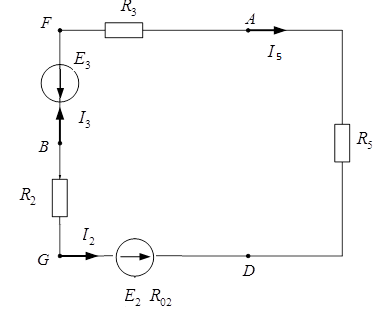 F R₃ A
I₅
E₃
I₃
B R₅
R₂
I₂
G D
E₂ R₀₂